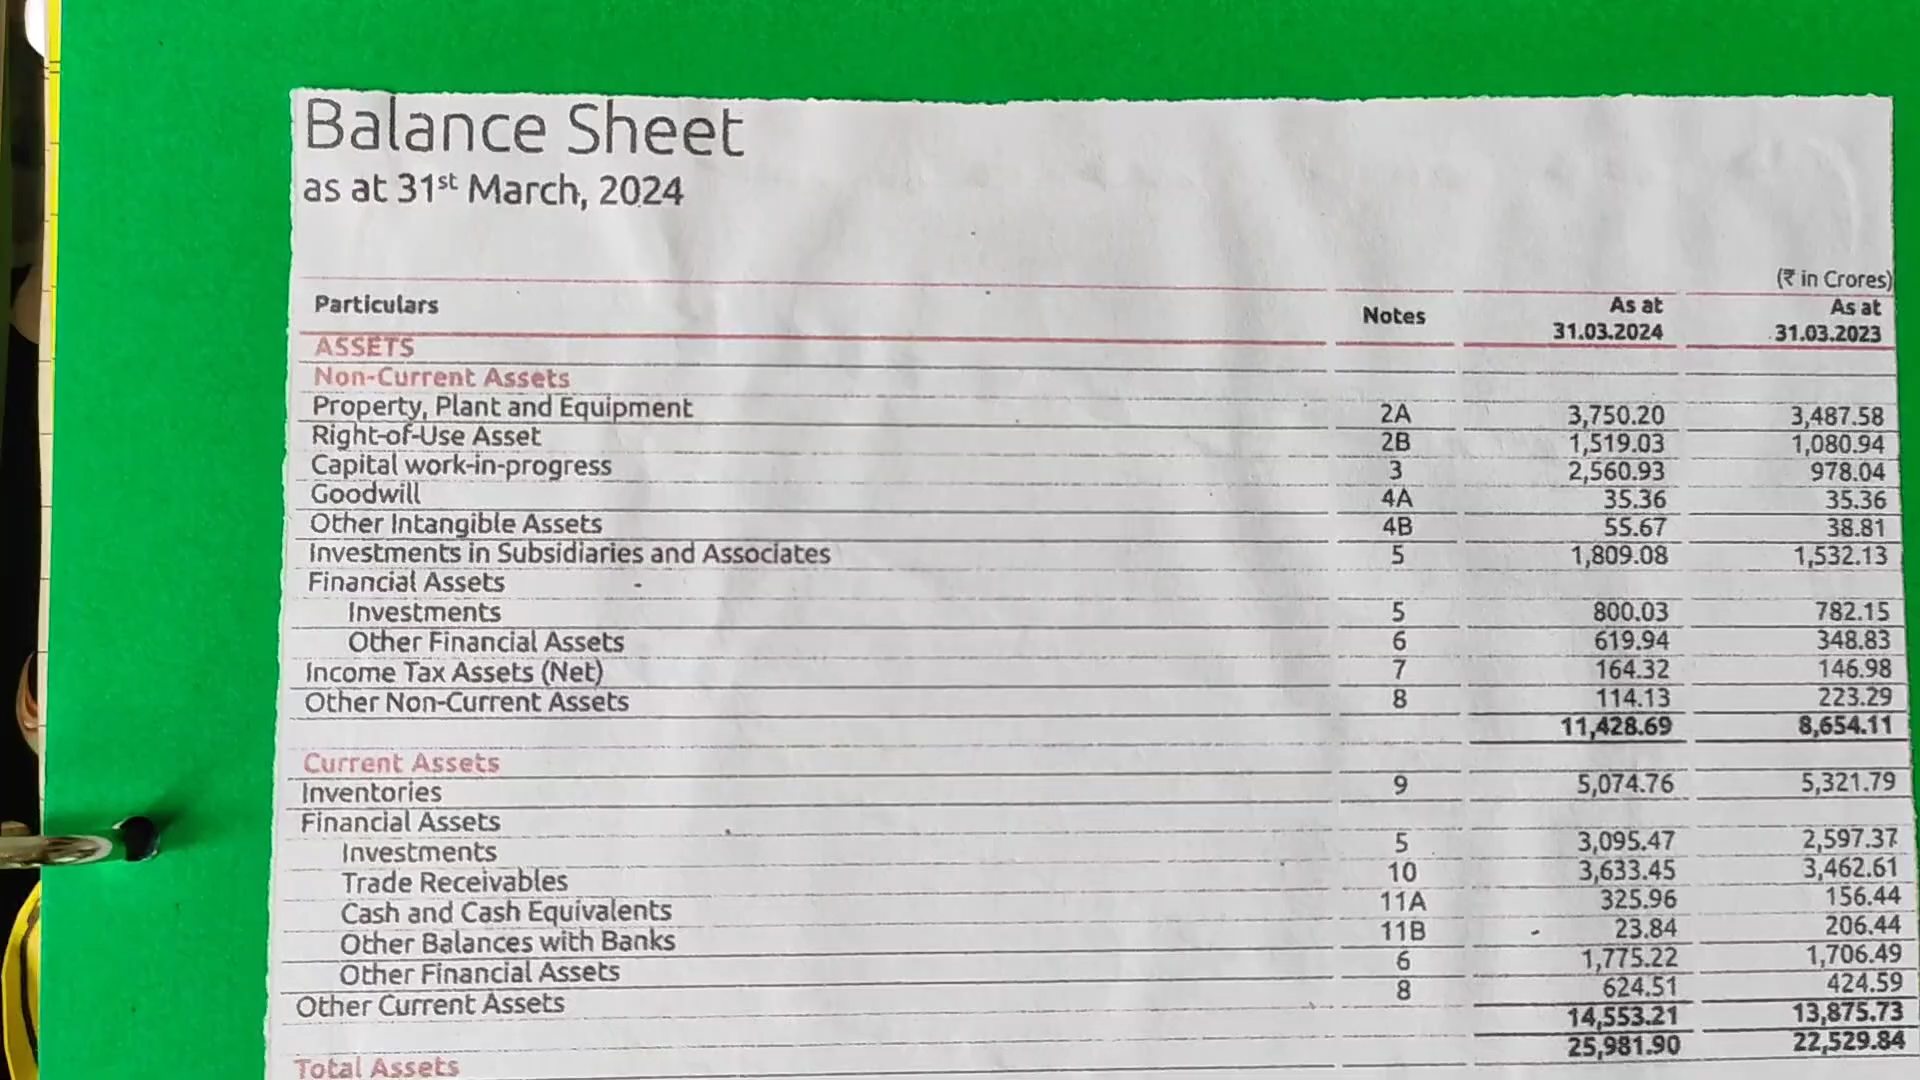 Balance Sheet
as at 31st March, 2024
(₹ in Crores)
Particulars Notes As at 31.03.2024 As at 31.03.2023
ASSETS
Non-Current Assets
Property, Plant and Equipment 2A 3,750.20 3,487.58
Right-of-Use Asset 2B 1,519.03 1,080.94
Capital work-in-progress 3 2,560.93 978.04
Goodwill 4A 35.36 35.36
Other Intangible Assets 4B 55.67 38.81
Investments in Subsidiaries and Associates 5 1,809.08 1,532.13
Financial Assets
Investments 5 800.03 782.15
Other Financial Assets 6 619.94 348.83
Income Tax Assets (Net) 7 164.32 146.98
Other Non-Current Assets 8 114.13 223.29
11,428.69 8,654.11
Current Assets
Inventories 9 5,074.76 5,321.79
Financial Assets
Investments 5 3,095.47 2,597.37
Trade Receivables 10 3,633.45 3,462.61
Cash and Cash Equivalents 11A 325.96 156.44
Other Balances with Banks 11B 23.84 206.44
Other Financial Assets 6 1,775.22 1,706.49
Other Current Assets 8 624.51 424.59
14,553.21 13,875.73
Total Assets 25,981.90 22,529.84